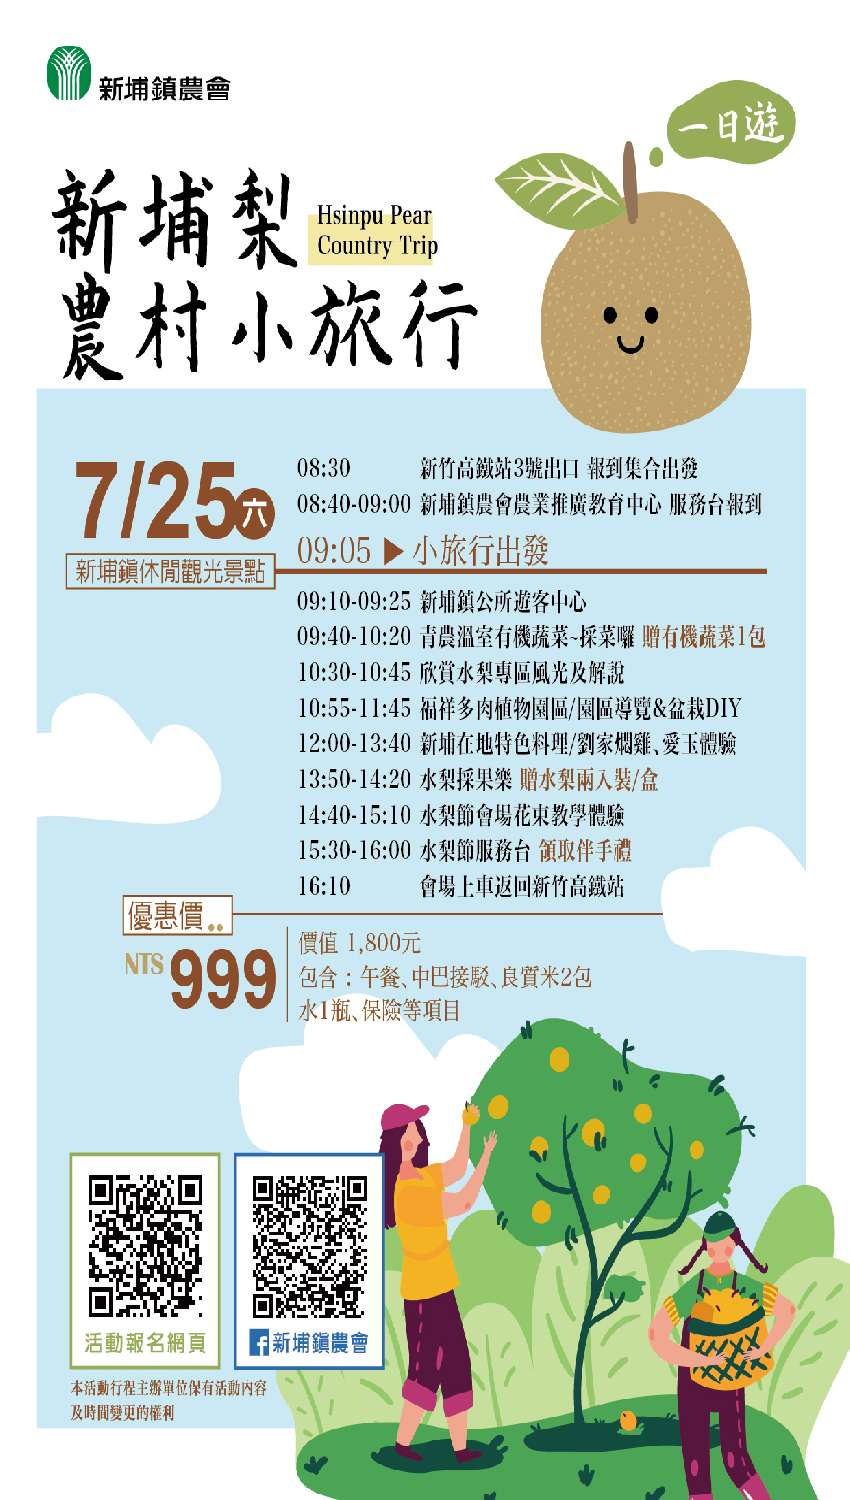 新埔鎮農會
一日遊
新埔梨
農村小旅行
Hsinpu Pear
Country Trip
7/25六
新埔鎮休閒觀光景點
08:30 新竹高鐵站3號出口 報到集合出發
08:40-09:00 新埔鎮農會農業推廣教育中心 服務台報到
09:05 ▶ 小旅行出發
09:10-09:25 新埔鎮公所遊客中心
09:40-10:20 青農溫室有機蔬菜~採菜囉 贈有機蔬菜1包
10:30-10:45 欣賞水梨專區風光及解說
10:55-11:45 福祥多肉植物園區/園區導覽&盆栽DIY
12:00-13:40 新埔在地特色料理/劉家燜雞、愛玉體驗
13:50-14:20 水梨採果樂 贈水梨兩入裝/盒
14:40-15:10 水梨節會場花束教學體驗
15:30-16:00 水梨節服務台 領取伴手禮
16:10 會場上車返回新竹高鐵站
優惠價..
NT$ 999
價值 1,800元
包含：午餐、中巴接駁、良質米2包
水1瓶、保險等項目
活動報名網頁
f新埔鎮農會
本活動行程主辦單位保有活動內容
及時間變更的權利